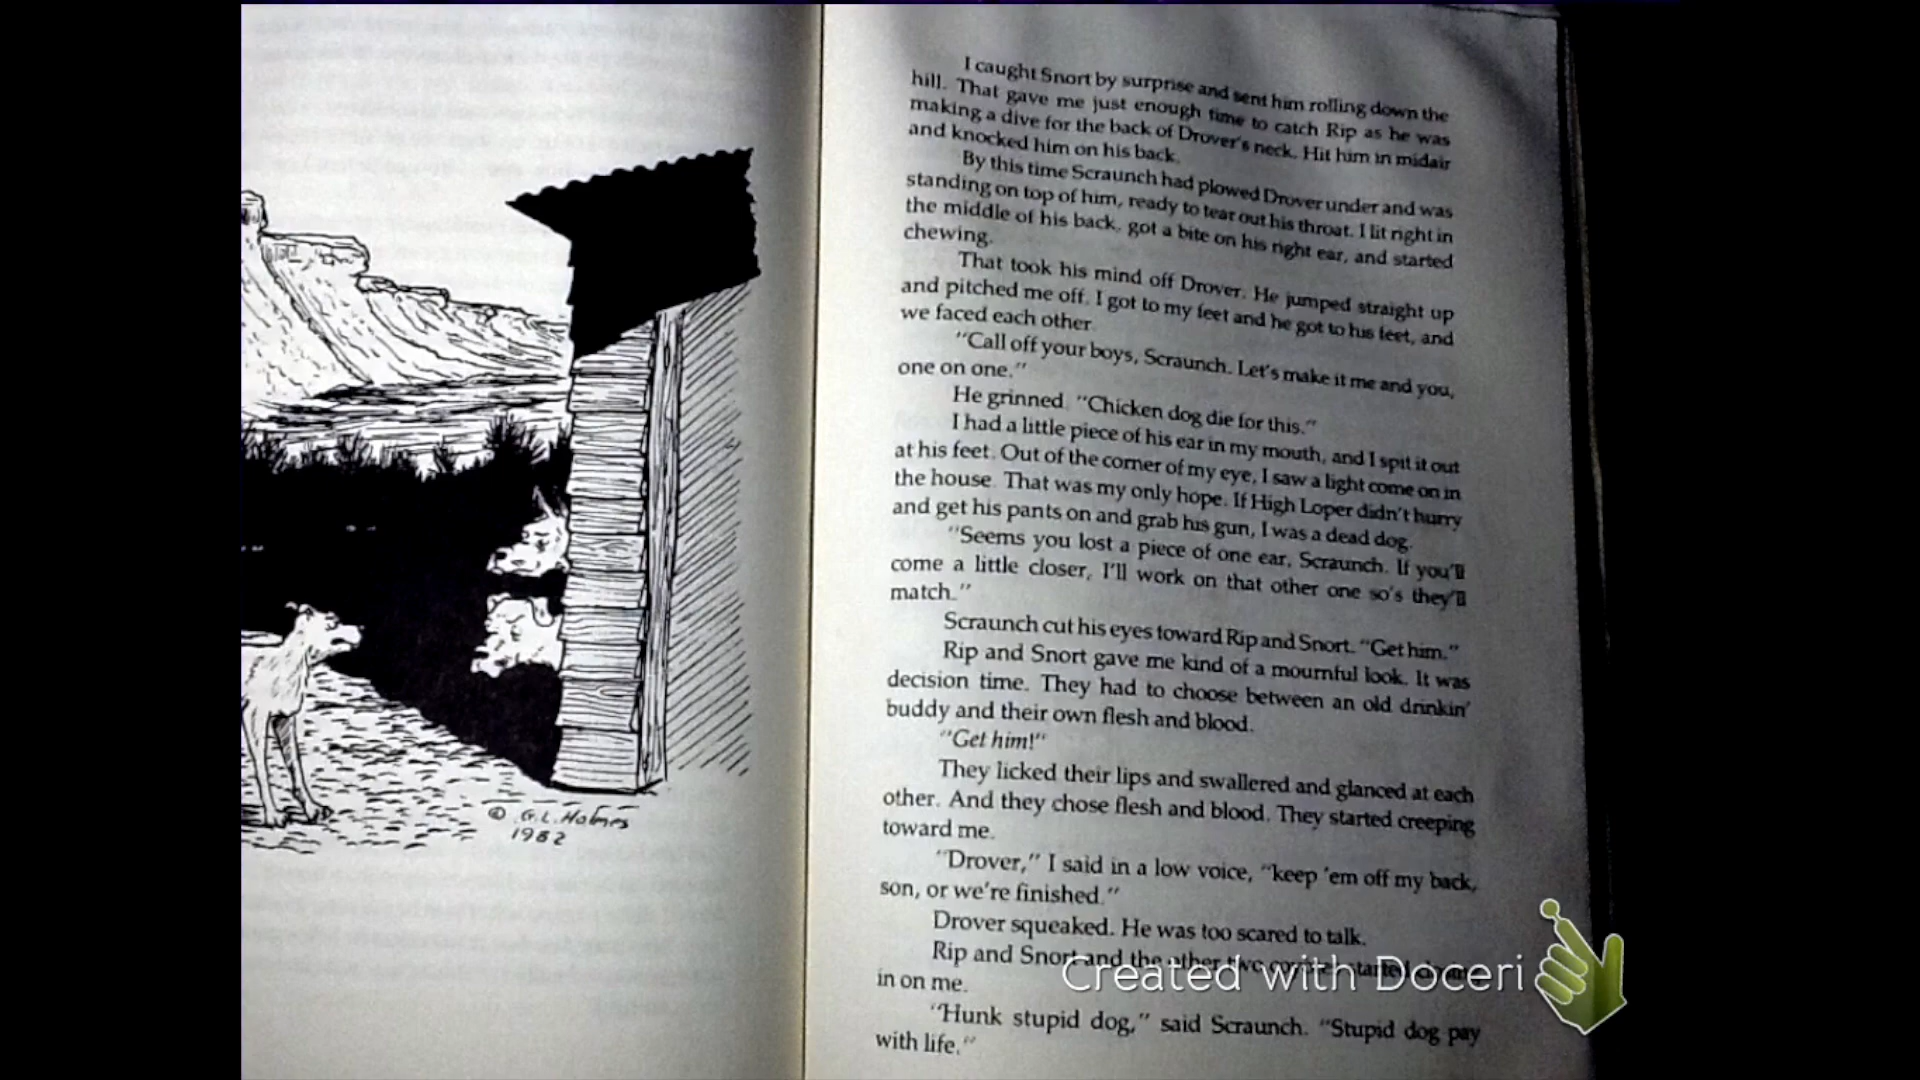 © G.L. Holmes
1982
I caught Snort by surprise and sent him rolling down the
hill. That gave me just enough time to catch Rip as he was
making a dive for the back of Drover's neck. Hit him in midair
and knocked him on his back.
By this time Scraunch had plowed Drover under and was
standing on top of him, ready to tear out his throat. I lit right in
the middle of his back, got a bite on his right ear, and started
chewing.
That took his mind off Drover. He jumped straight up
and pitched me off. I got to my feet and he got to his feet, and
we faced each other.
"Call off your boys, Scraunch. Let's make it me and you,
one on one."
He grinned. "Chicken dog die for this."
I had a little piece of his ear in my mouth, and I spit it out
at his feet. Out of the corner of my eye, I saw a light come on in
the house. That was my only hope. If High Loper didn't hurry
and get his pants on and grab his gun, I was a dead dog.
"Seems you lost a piece of one ear, Scraunch. If you'll
come a little closer, I'll work on that other one so's they'll
match."
Scraunch cut his eyes toward Rip and Snort. "Get him."
Rip and Snort gave me kind of a mournful look. It was
decision time. They had to choose between an old drinkin'
buddy and their own flesh and blood.
"Get him!"
They licked their lips and swallered and glanced at each
other. And they chose flesh and blood. They started creeping
toward me.
"Drover," I said in a low voice, "keep 'em off my back,
son, or we're finished."
Drover squeaked. He was too scared to talk.
Rip and Snort and the other two started
in on me.
"Hunk stupid dog," said Scraunch. "Stupid dog pay
with life."
Created with Doceri